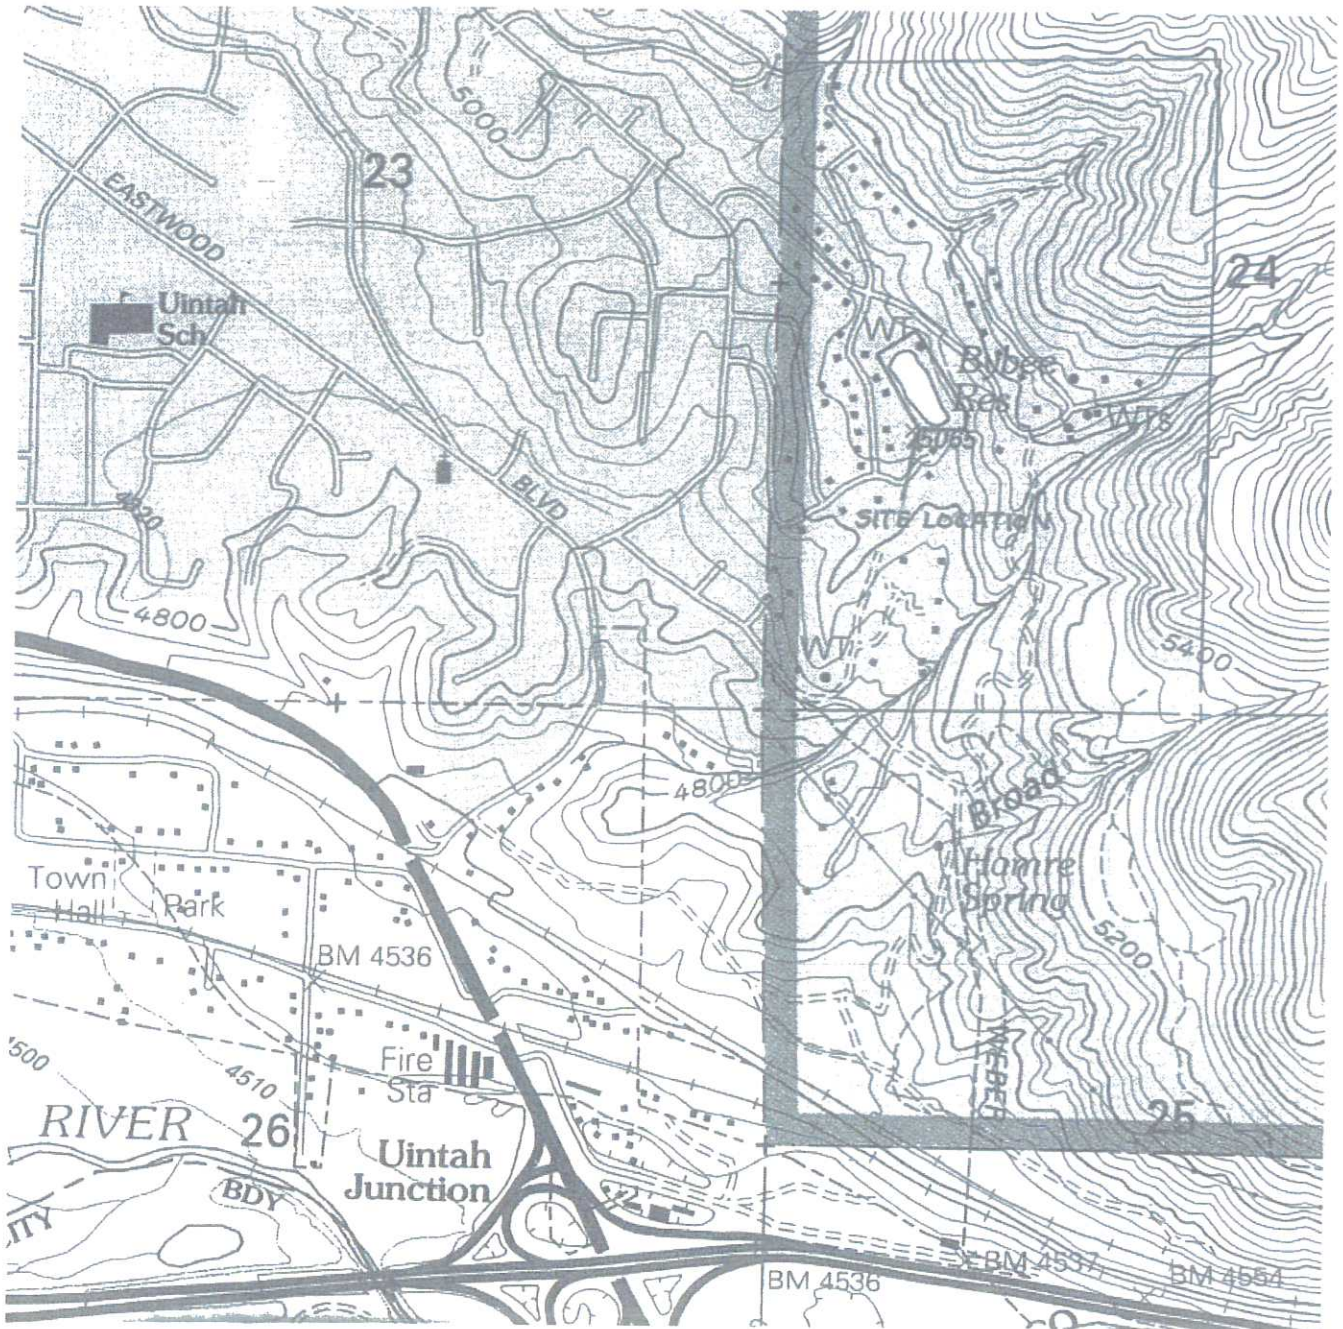 5000
23
EASTWOOD
24
Uintah
Sch
WT
Bybee
Res
WTs
5065
4820
BLVD
SITE LOCATION
4800
WT
5400
4800
Broad
Hamre
Spring
Town
Hall
Park
5200
BM 4536
Fire
Sta
4500
4510
WEBER
25
RIVER
26
Uintah
Junction
BDY
BM 4537
BM 4536
BM 4554